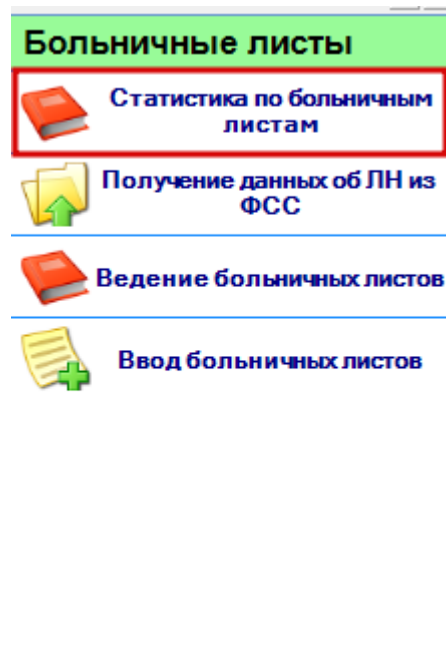 Больничные листы
Статистика по больничным
листам
Получение данных об ЛН из
ФСС
Ведение больничных листов
Ввод больничных листов